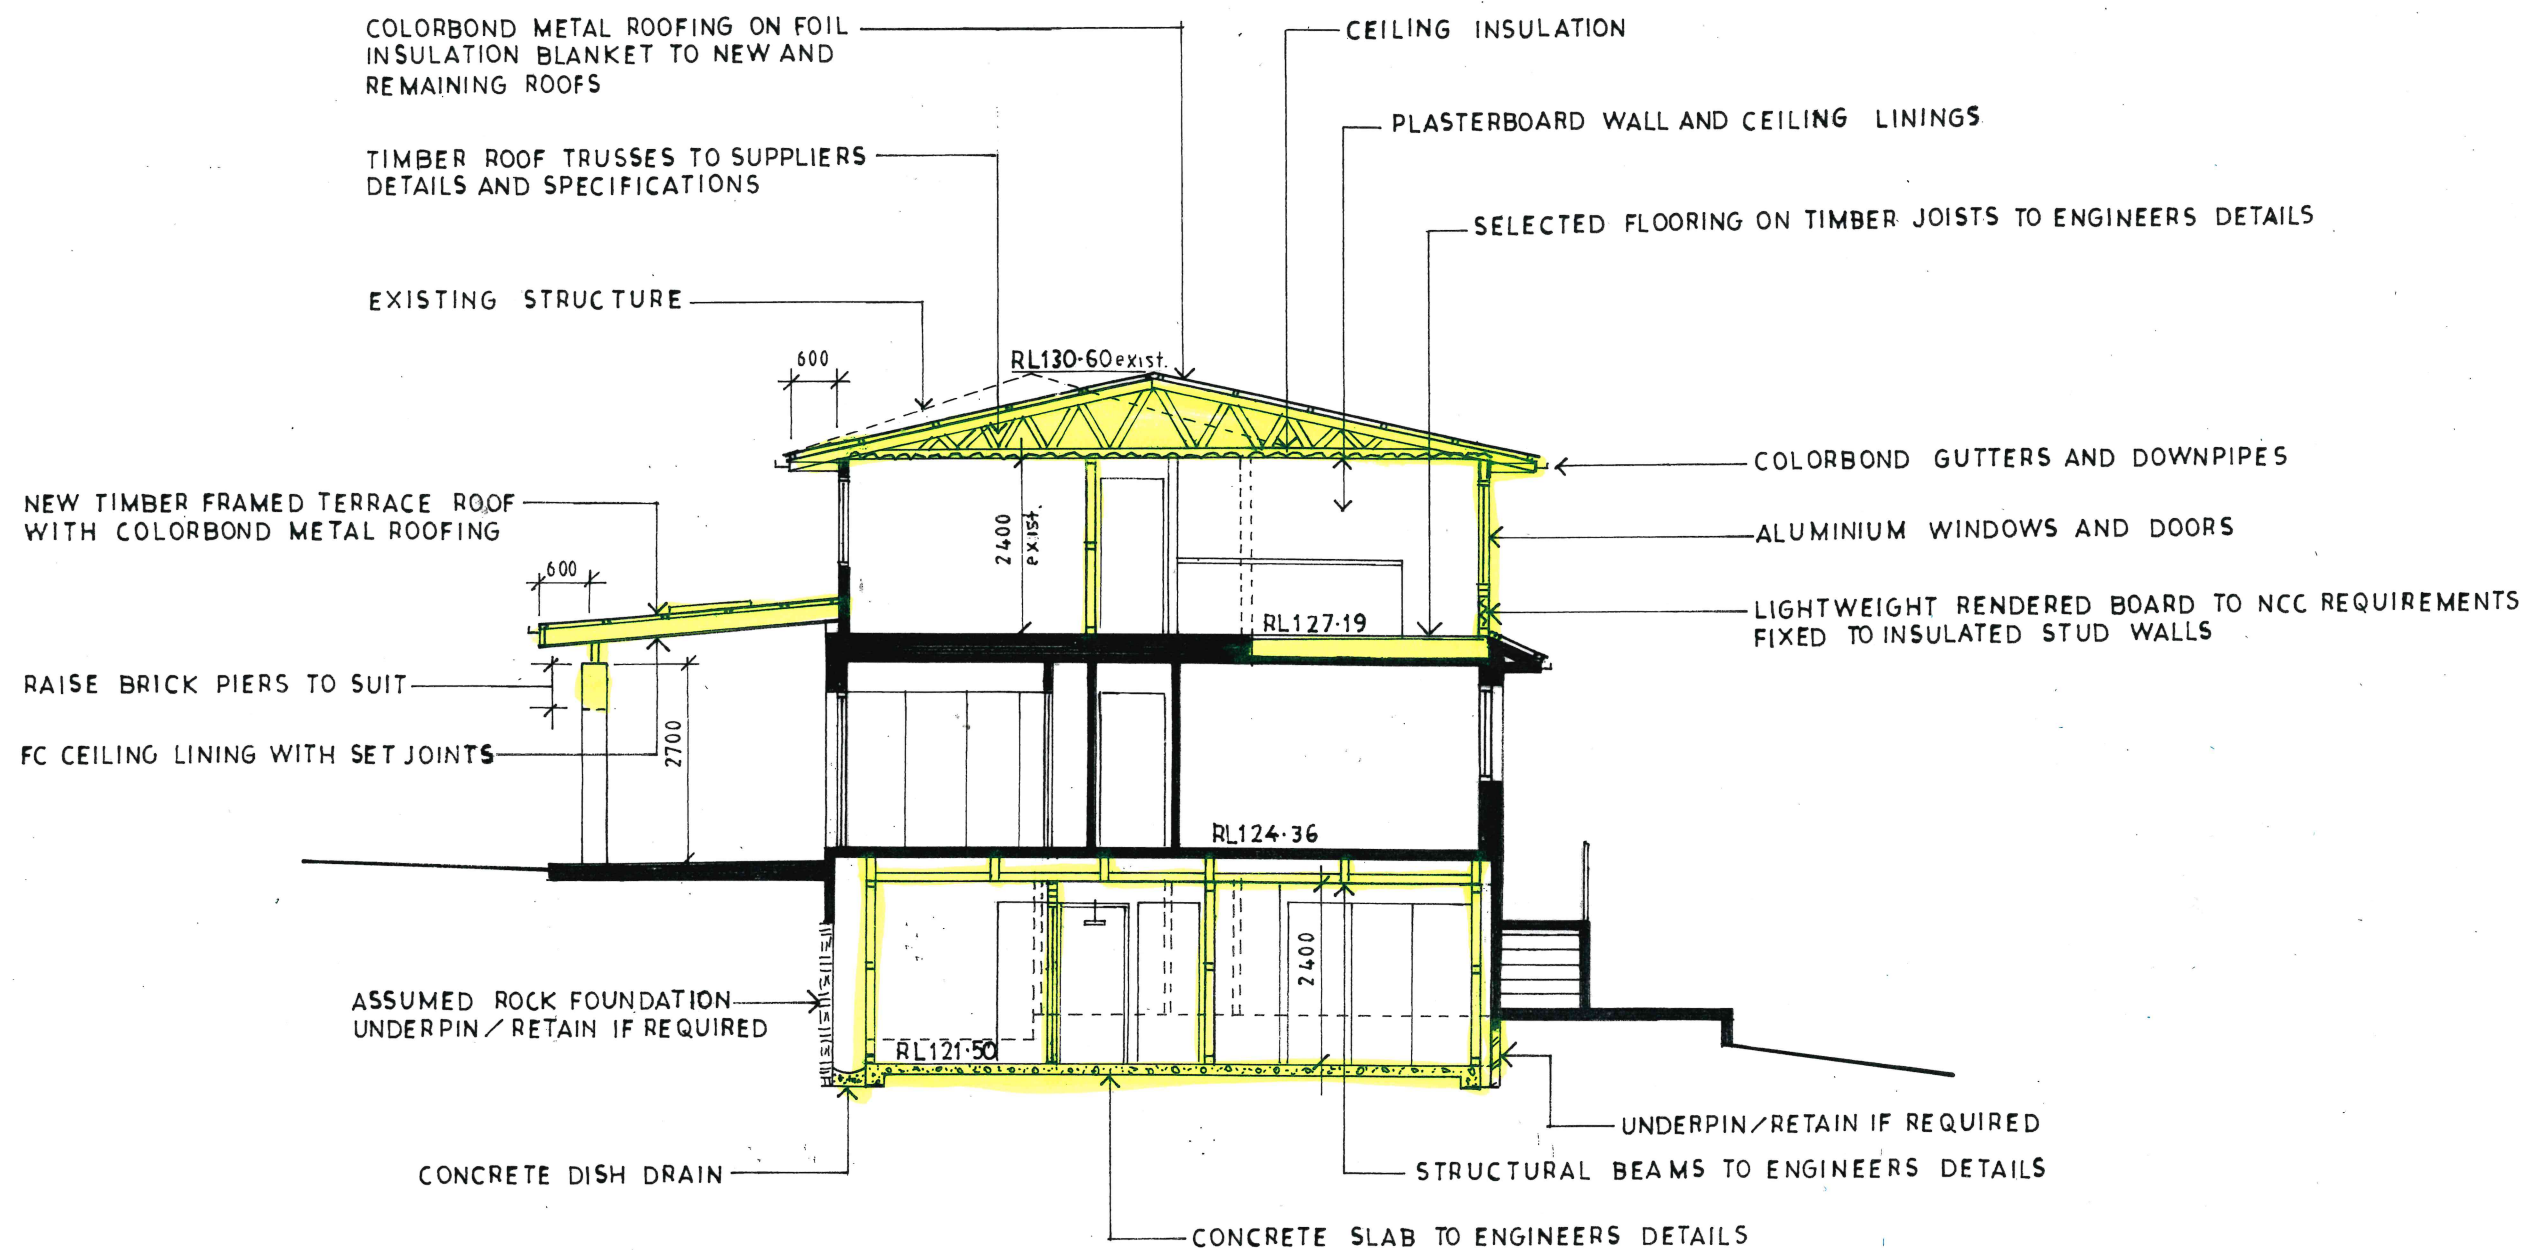 COLORBOND METAL ROOFING ON FOIL
INSULATION BLANKET TO NEW AND
REMAINING ROOFS
CEILING INSULATION
PLASTERBOARD WALL AND CEILING LININGS
TIMBER ROOF TRUSSES TO SUPPLIERS
DETAILS AND SPECIFICATIONS
SELECTED FLOORING ON TIMBER JOISTS TO ENGINEERS DETAILS
EXISTING STRUCTURE
600
RL130·60 exist.
COLORBOND GUTTERS AND DOWNPIPES
NEW TIMBER FRAMED TERRACE ROOF
WITH COLORBOND METAL ROOFING
2400
exist.
ALUMINIUM WINDOWS AND DOORS
600
LIGHTWEIGHT RENDERED BOARD TO NCC REQUIREMENTS
FIXED TO INSULATED STUD WALLS
RL127·19
RAISE BRICK PIERS TO SUIT
2700
FC CEILING LINING WITH SET JOINTS
RL124·36
2400
ASSUMED ROCK FOUNDATION
UNDERPIN/RETAIN IF REQUIRED
RL121·50
UNDERPIN/RETAIN IF REQUIRED
CONCRETE DISH DRAIN
STRUCTURAL BEAMS TO ENGINEERS DETAILS
CONCRETE SLAB TO ENGINEERS DETAILS